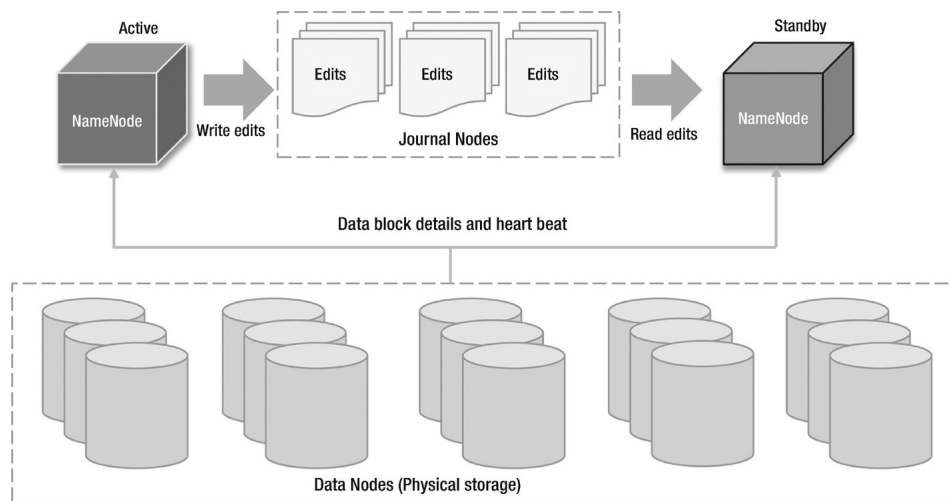 Active
Standby
NameNode
Write edits
Edits
Edits
Edits
Journal Nodes
Read edits
NameNode
Data block details and heart beat
Data Nodes (Physical storage)